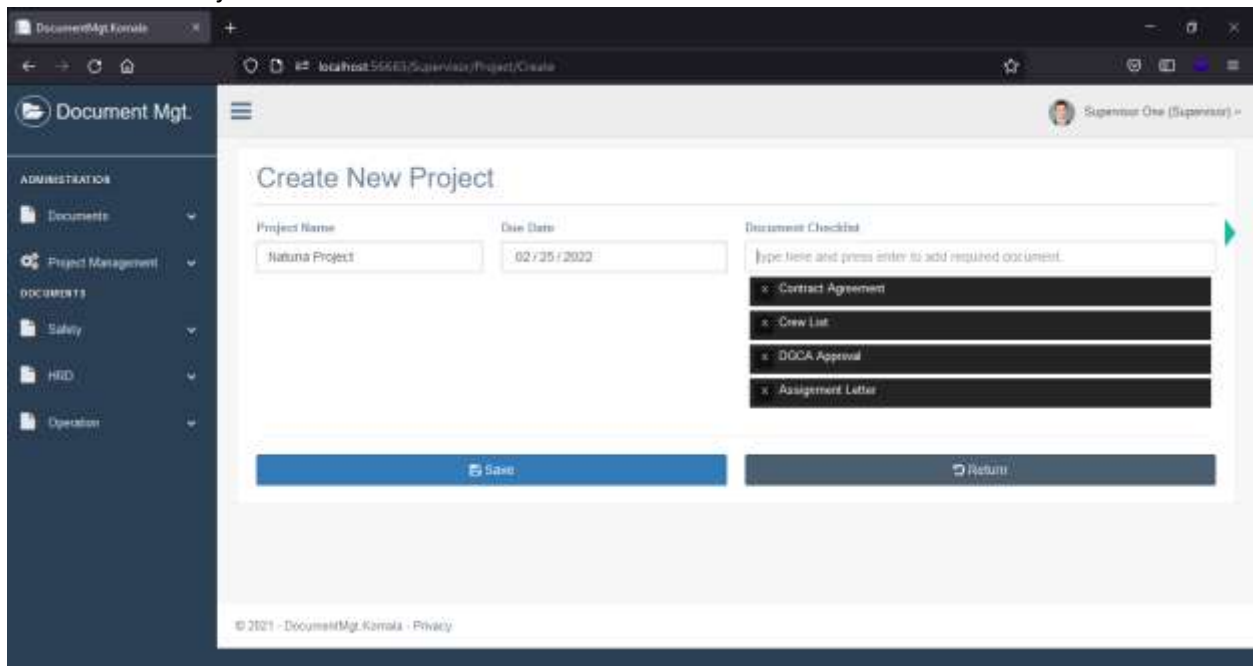 DocumentMgt.Komala
localhost:56683/Supervisor/Project/Create
Document Mgt.
Supervisor One (Supervisor)
ADMINISTRATION
Documents
Project Management
DOCUMENTS
Safety
HRD
Operation
Create New Project
Project Name
Due Date
Document Checklist
Natuna Project
02 / 25 / 2022
Type here and press enter to add required document.
x Contract Agreement
x Crew List
x DGCA Approval
x Assignment Letter
Save
Return
© 2021 - DocumentMgt.Komala - Privacy